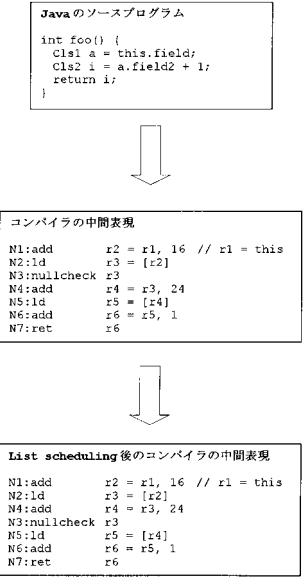 Javaのソースプログラム
int foo() {
Cls1 a = this.field;
Cls2 i = a.field2 + 1;
return i;
}
コンパイラの中間表現
N1:add r2 = r1, 16 // r1 = this
N2:ld r3 = [r2]
N3:nullcheck r3
N4:add r4 = r3, 24
N5:ld r5 = [r4]
N6:add r6 = r5, 1
N7:ret r6
List scheduling後のコンパイラの中間表現
N1:add r2 = r1, 16 // r1 = this
N2:ld r3 = [r2]
N4:add r4 = r3, 24
N3:nullcheck r3
N5:ld r5 = [r4]
N6:add r6 = r5, 1
N7:ret r6